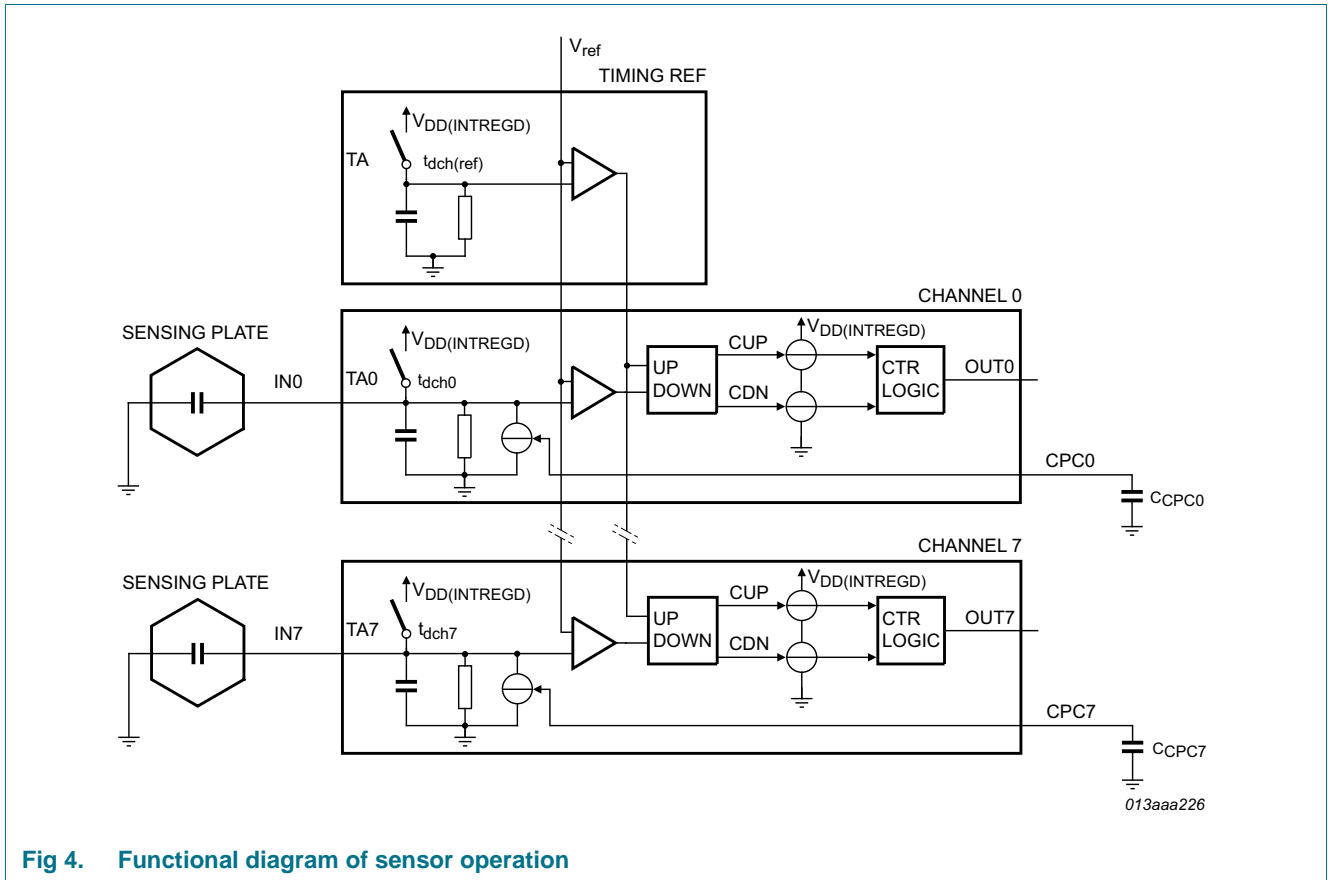 Vref
TIMING REF
VDD(INTREGD)
TA
tdch(ref)
CHANNEL 0
SENSING PLATE
VDD(INTREGD)
VDD(INTREGD)
IN0
TA0
tdch0
UP
DOWN
CUP
CDN
CTR
LOGIC
OUT0
CPC0
CCPC0
CHANNEL 7
SENSING PLATE
VDD(INTREGD)
VDD(INTREGD)
IN7
TA7
tdch7
UP
DOWN
CUP
CDN
CTR
LOGIC
OUT7
CPC7
CCPC7
013aaa226
Fig 4. Functional diagram of sensor operation